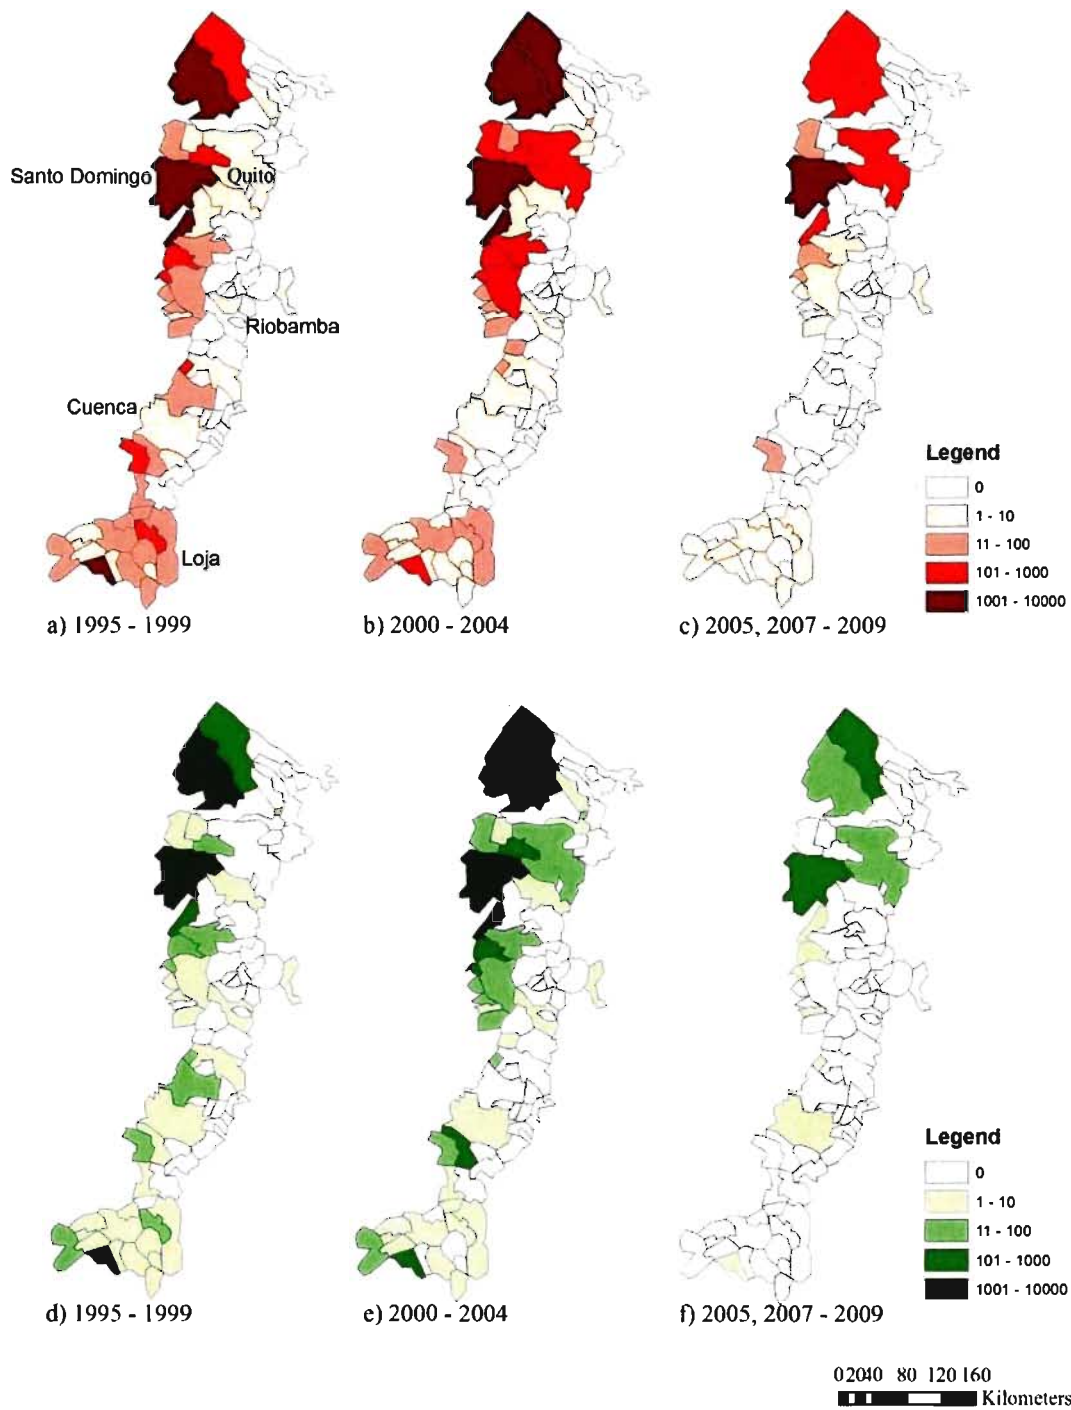 Santo Domingo
Quito
Riobamba
Cuenca
Loja
Legend
0
1 - 10
11 - 100
101 - 1000
1001 - 10000
a) 1995 - 1999
b) 2000 - 2004
c) 2005, 2007 - 2009
Legend
0
1 - 10
11 - 100
101 - 1000
1001 - 10000
d) 1995 - 1999
e) 2000 - 2004
f) 2005, 2007 - 2009
0 20 40 80 120 160
Kilometers